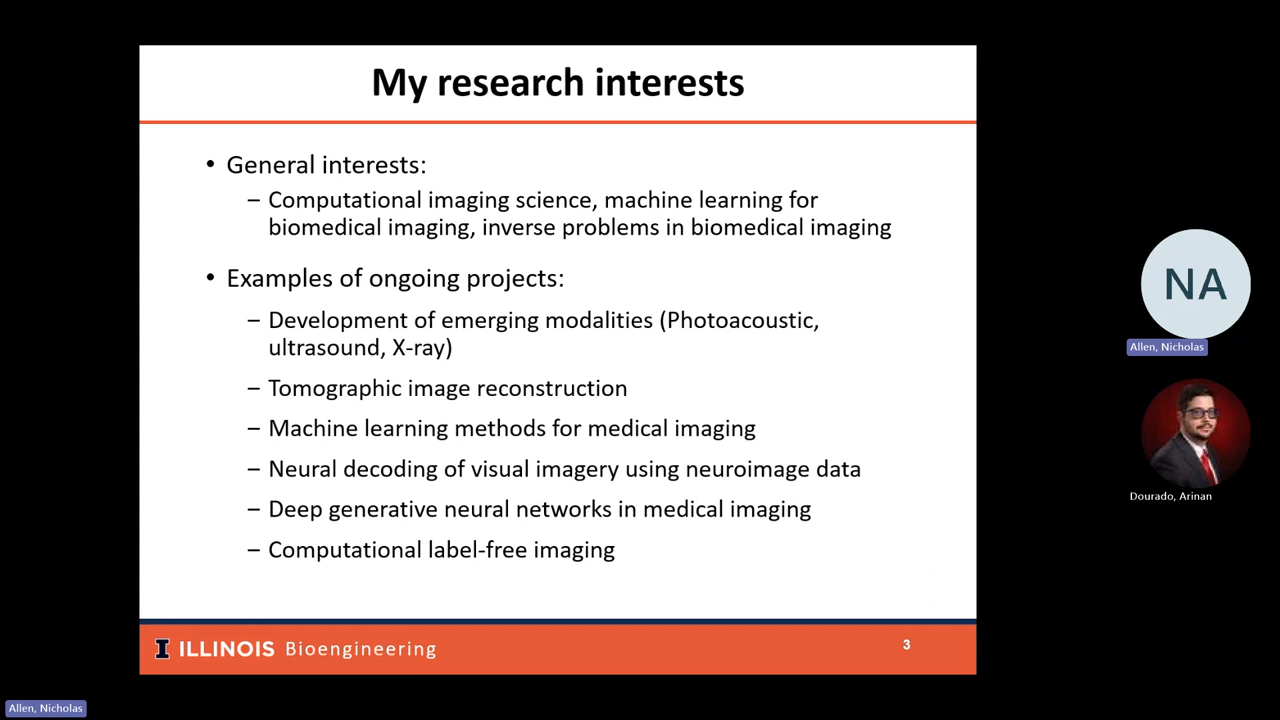 My research interests
• General interests:
– Computational imaging science, machine learning for
biomedical imaging, inverse problems in biomedical imaging
• Examples of ongoing projects:
– Development of emerging modalities (Photoacoustic,
ultrasound, X-ray)
– Tomographic image reconstruction
– Machine learning methods for medical imaging
– Neural decoding of visual imagery using neuroimage data
– Deep generative neural networks in medical imaging
– Computational label-free imaging
I ILLINOIS Bioengineering
3
NA
Allen, Nicholas
Dourado, Arinan
Allen, Nicholas